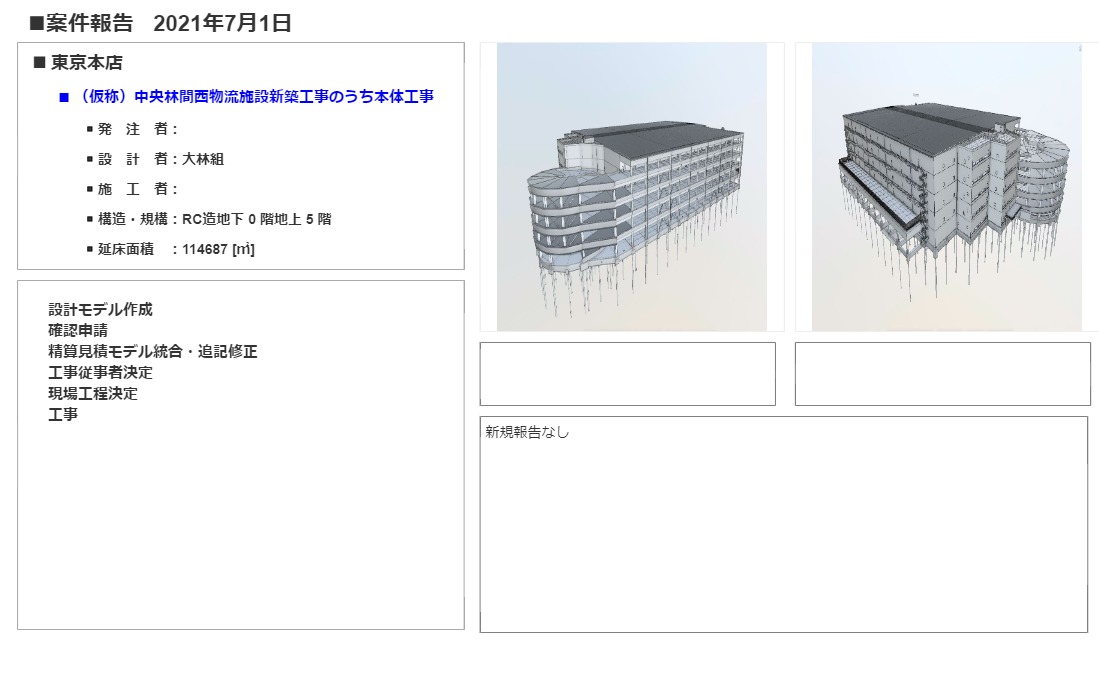 ■案件報告 2021年7月1日
■ 東京本店
■ （仮称）中央林間西物流施設新築工事のうち本体工事
▪ 発　注　者：
▪ 設　計　者：大林組
▪ 施　工　者：
▪ 構造・規構：RC造地下 0 階地上 5 階
▪ 延床面積　：114687 [㎡]
設計モデル作成
確認申請
精算見積モデル統合・追記修正
工事従事者決定
現場工程決定
工事
新規報告なし